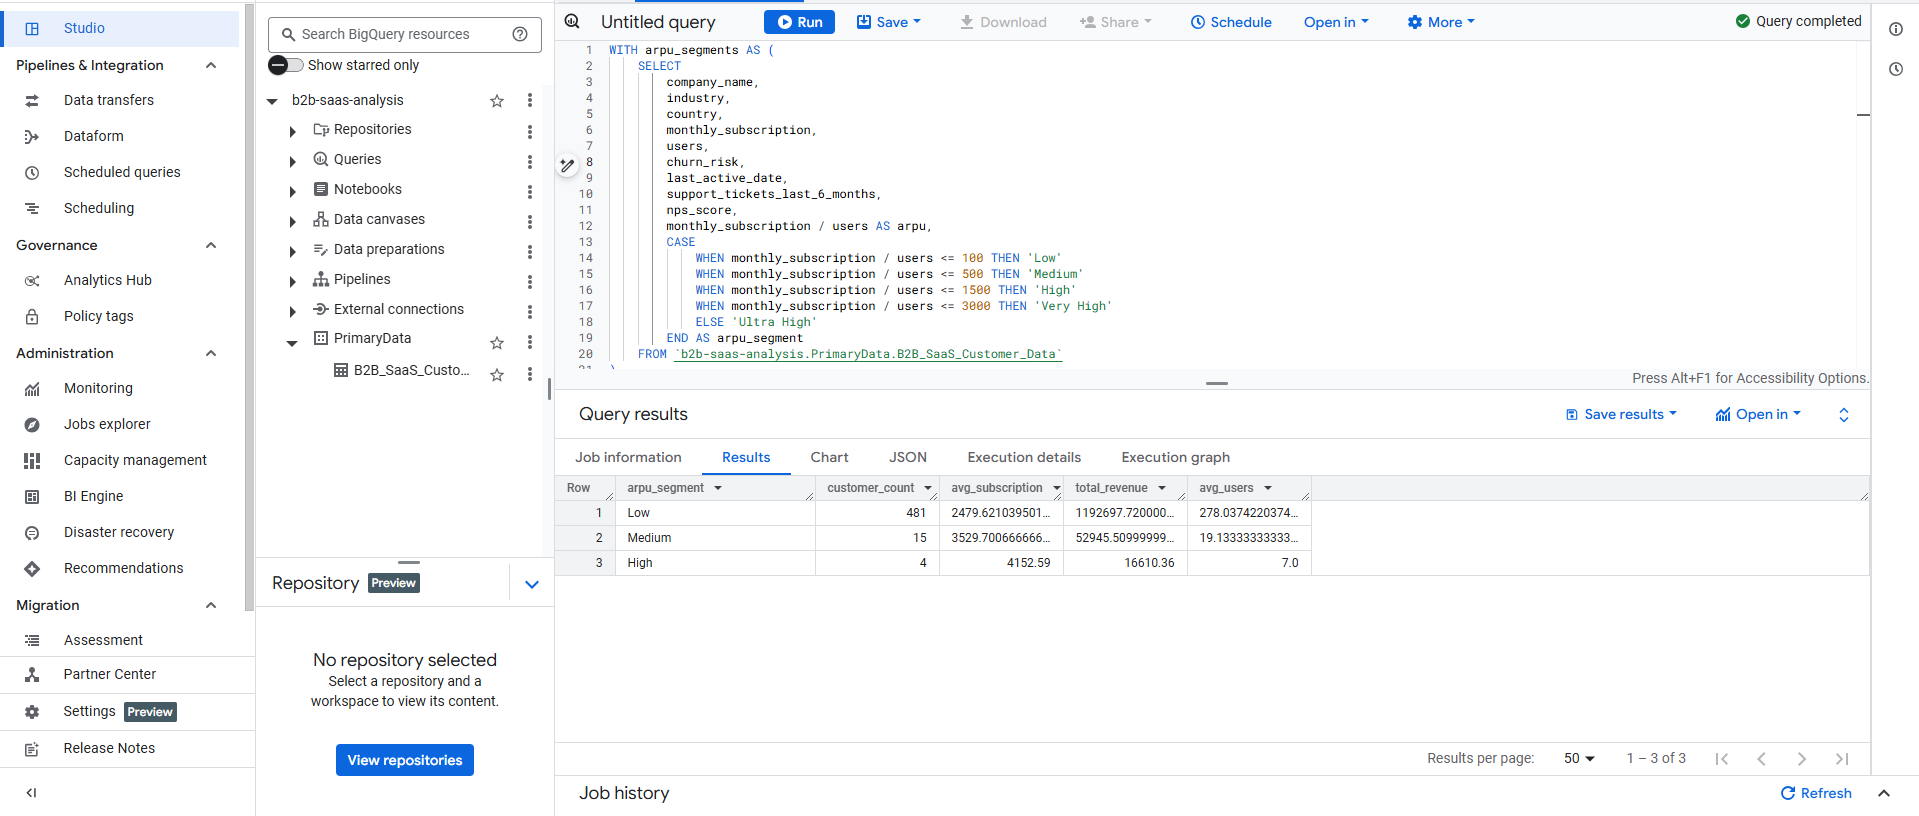 Studio
Pipelines & Integration
Data transfers
Dataform
Scheduled queries
Scheduling
Governance
Analytics Hub
Policy tags
Administration
Monitoring
Jobs explorer
Capacity management
BI Engine
Disaster recovery
Recommendations
Migration
Assessment
Partner Center
Settings Preview
Release Notes
Search BigQuery resources
Show starred only
b2b-saas-analysis
Repositories
Queries
Notebooks
Data canvases
Data preparations
Pipelines
External connections
PrimaryData
B2B_SaaS_Custo...
Repository Preview
No repository selected
Select a repository and a
workspace to view its content.
View repositories
Untitled query Run Save Download Share Schedule Open in More Query completed
1 WITH arpu_segments AS (
2 SELECT
3 company_name,
4 industry,
5 country,
6 monthly_subscription,
7 users,
8 churn_risk,
9 last_active_date,
10 support_tickets_last_6_months,
11 nps_score,
12 monthly_subscription / users AS arpu,
13 CASE
14 WHEN monthly_subscription / users <= 100 THEN 'Low'
15 WHEN monthly_subscription / users <= 500 THEN 'Medium'
16 WHEN monthly_subscription / users <= 1500 THEN 'High'
17 WHEN monthly_subscription / users <= 3000 THEN 'Very High'
18 ELSE 'Ultra High'
19 END AS arpu_segment
20 FROM `b2b-saas-analysis.PrimaryData.B2B_SaaS_Customer_Data`
21 )
Press Alt+F1 for Accessibility Options.
Query results Save results Open in
Job information Results Chart JSON Execution details Execution graph
Row arpu_segment customer_count avg_subscription total_revenue avg_users
1 Low 481 2479.621039501... 1192697.720000... 278.0374220374...
2 Medium 15 3529.700666666... 52945.50999999... 19.13333333333...
3 High 4 4152.59 16610.36 7.0
Results per page: 50 1 – 3 of 3
Job history Refresh